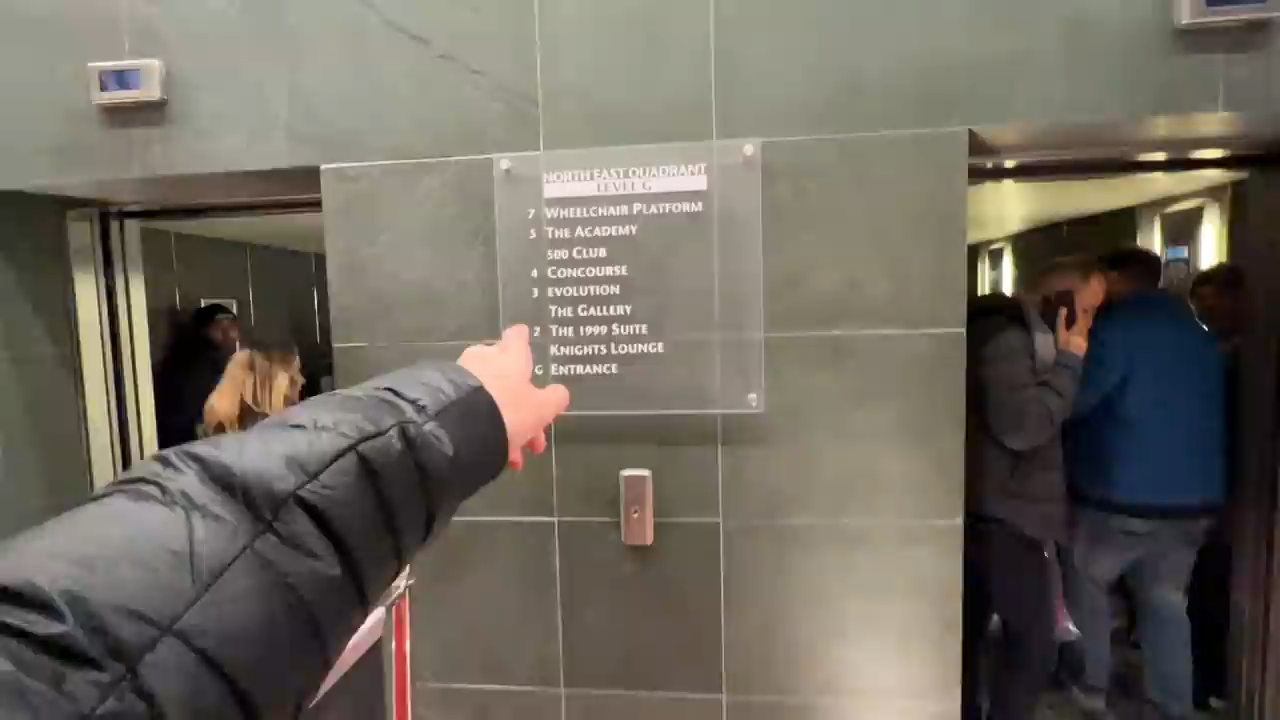 NORTH EAST QUADRANT
LEVEL G
7 WHEELCHAIR PLATFORM
5 THE ACADEMY
500 CLUB
4 CONCOURSE
3 EVOLUTION
THE GALLERY
2 THE 1999 SUITE
KNIGHTS LOUNGE
G ENTRANCE